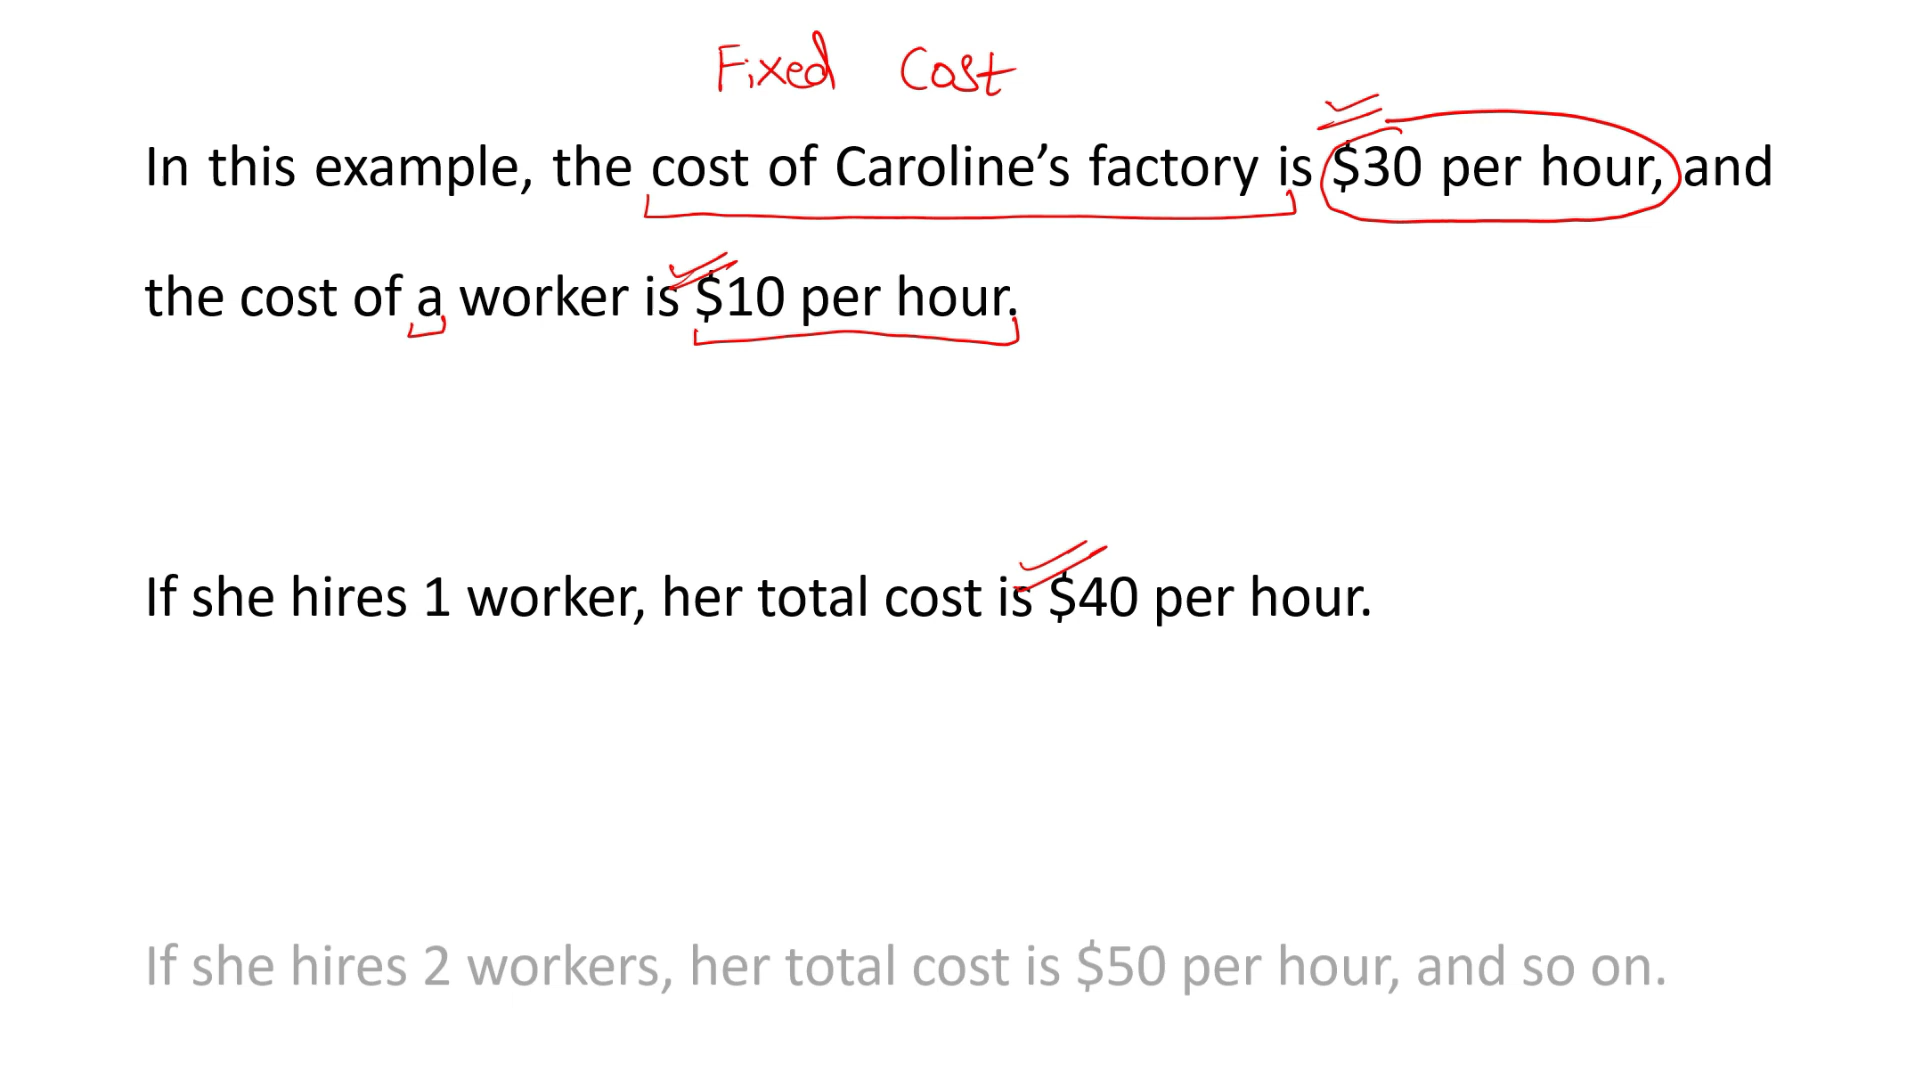 Fixed Cost
In this example, the cost of Caroline’s factory is $30 per hour, and
the cost of a worker is $10 per hour.
If she hires 1 worker, her total cost is $40 per hour.
If she hires 2 workers, her total cost is $50 per hour, and so on.